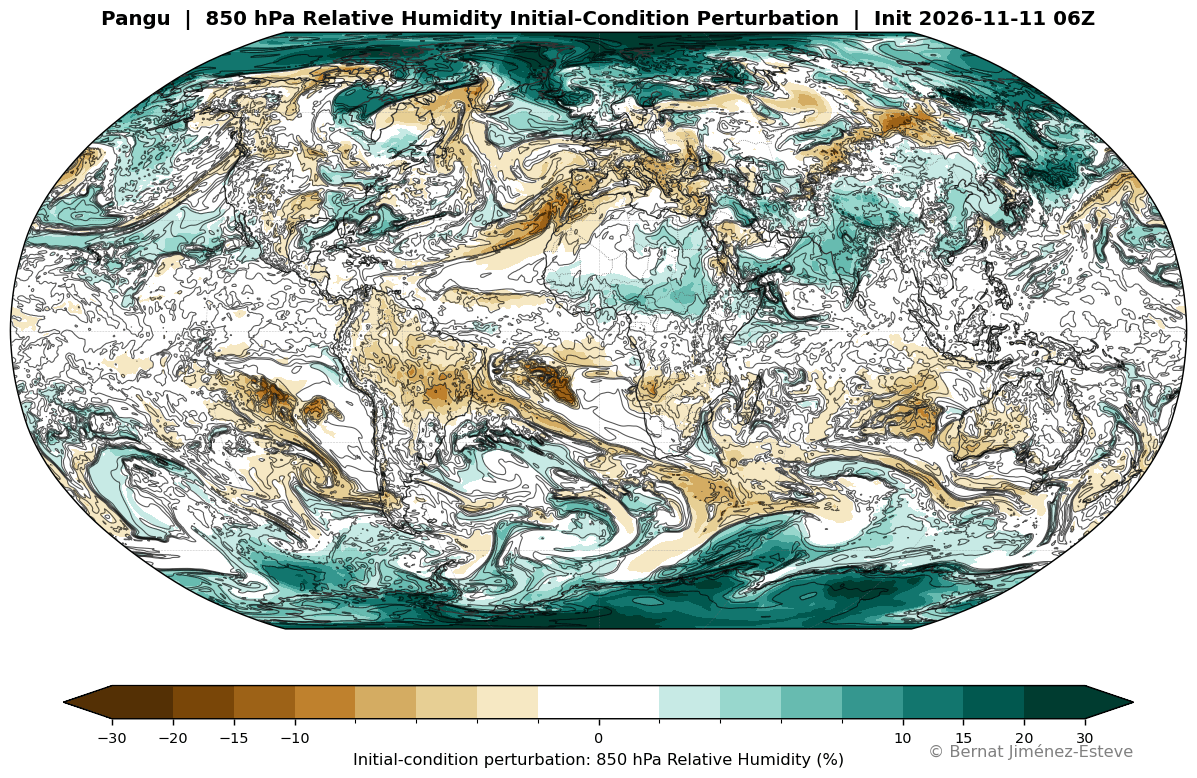 Pangu | 850 hPa Relative Humidity Initial-Condition Perturbation | Init 2026-11-11 06Z
−30 −20 −15 −10 0 10 15 20 30
Initial-condition perturbation: 850 hPa Relative Humidity (%)
© Bernat Jiménez-Esteve